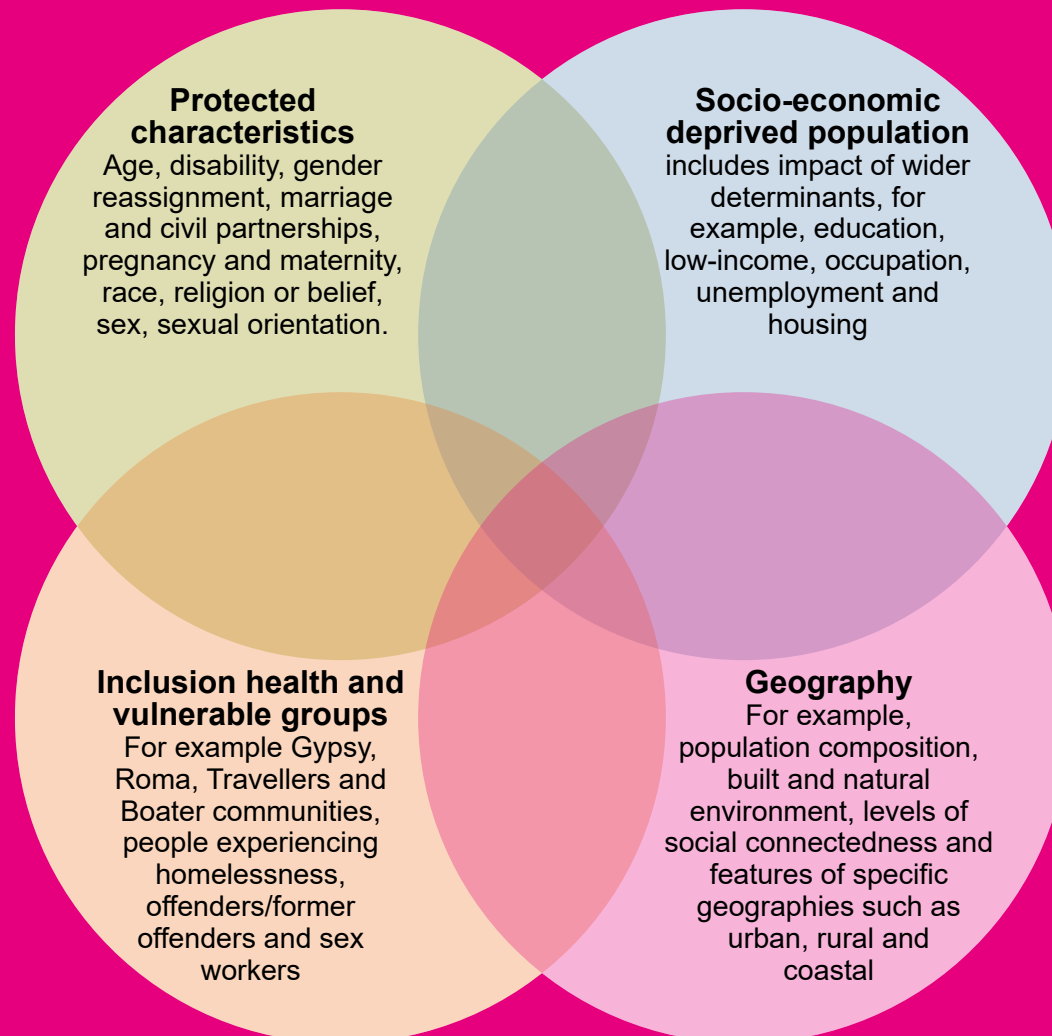 Protected
characteristics
Age, disability, gender
reassignment, marriage
and civil partnerships,
pregnancy and maternity,
race, religion or belief,
sex, sexual orientation.
Socio-economic
deprived population
includes impact of wider
determinants, for
example, education,
low-income, occupation,
unemployment and
housing
Inclusion health and
vulnerable groups
For example Gypsy,
Roma, Travellers and
Boater communities,
people experiencing
homelessness,
offenders/former
offenders and sex
workers
Geography
For example,
population composition,
built and natural
environment, levels of
social connectedness and
features of specific
geographies such as
urban, rural and
coastal